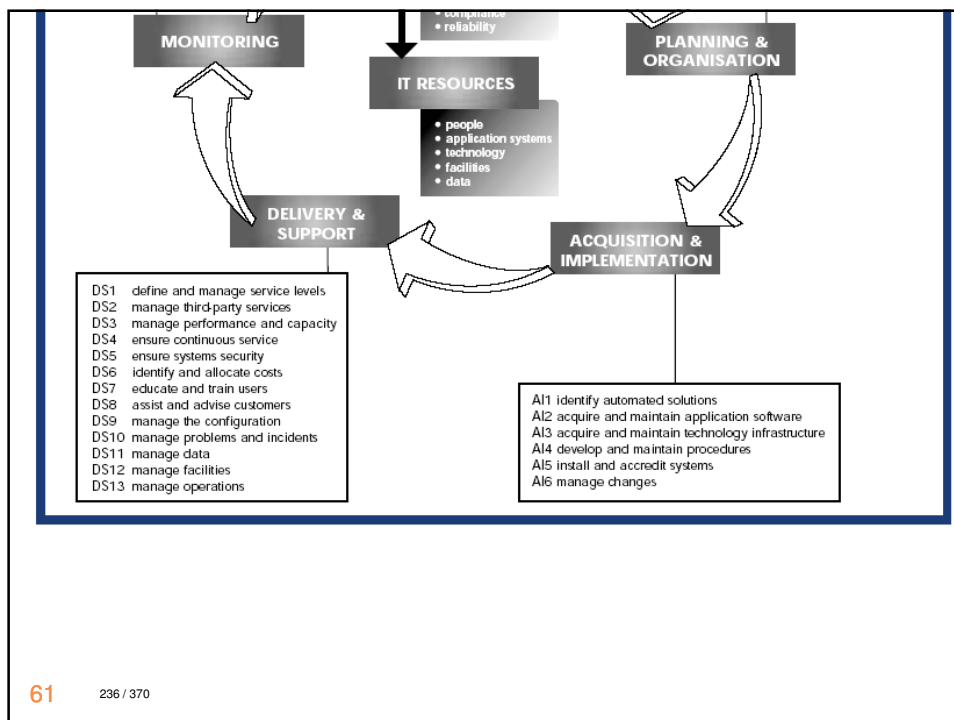 compliance
• reliability
MONITORING
PLANNING &
ORGANISATION
IT RESOURCES
• people
• application systems
• technology
• facilities
• data
DELIVERY &
SUPPORT
ACQUISITION &
IMPLEMENTATION
DS1 define and manage service levels
DS2 manage third-party services
DS3 manage performance and capacity
DS4 ensure continuous service
DS5 ensure systems security
DS6 identify and allocate costs
DS7 educate and train users
DS8 assist and advise customers
DS9 manage the configuration
DS10 manage problems and incidents
DS11 manage data
DS12 manage facilities
DS13 manage operations
AI1 identify automated solutions
AI2 acquire and maintain application software
AI3 acquire and maintain technology infrastructure
AI4 develop and maintain procedures
AI5 install and accredit systems
AI6 manage changes
61
236 / 370